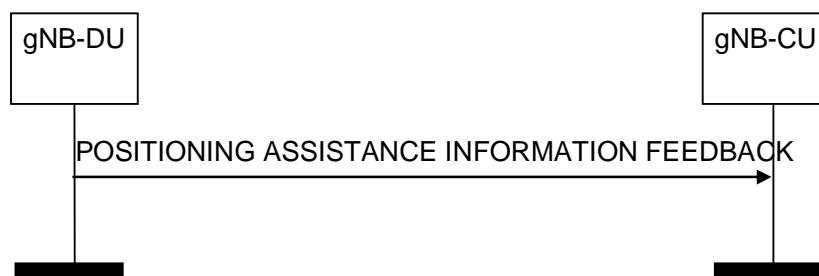 gNB-DU
gNB-CU
POSITIONING ASSISTANCE INFORMATION FEEDBACK